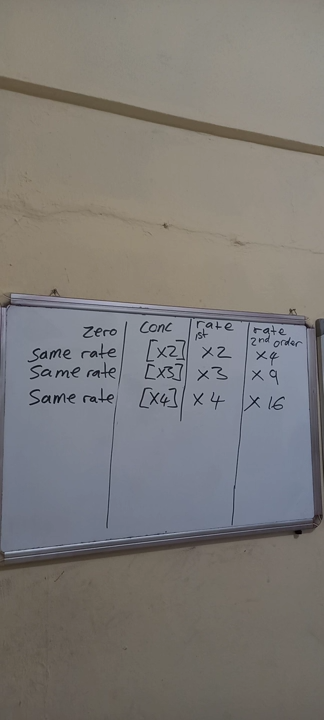 zero conc rate 1st rate 2nd order
same rate [x2] x2 x4
same rate [x3] x3 x9
same rate [x4] x4 x16